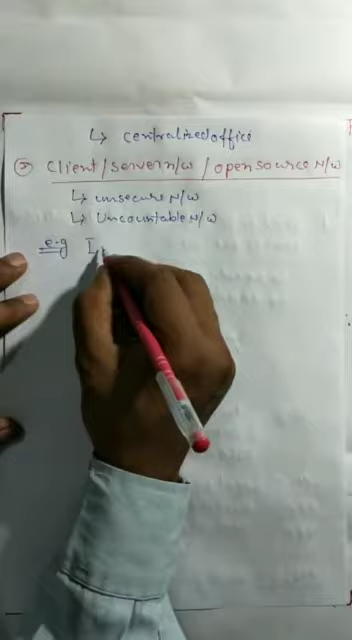 ↳ centralized office
② Client/server n/w / open source N/w
↳ unsecure N/w
↳ Uncountable N/w
e.g I